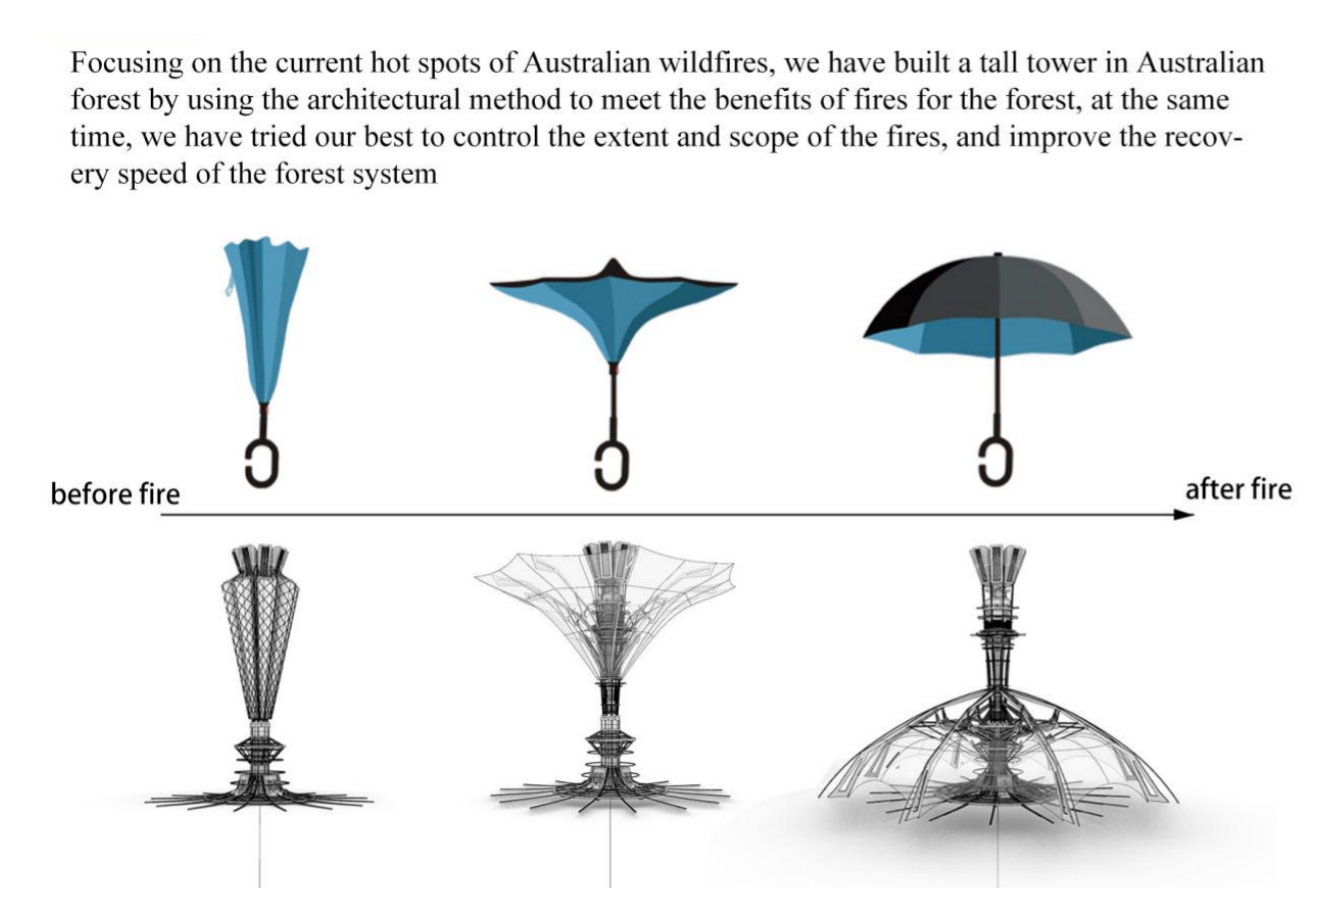 Focusing on the current hot spots of Australian wildfires, we have built a tall tower in Australian
forest by using the architectural method to meet the benefits of fires for the forest, at the same
time, we have tried our best to control the extent and scope of the fires, and improve the recov-
ery speed of the forest system
before fire
after fire